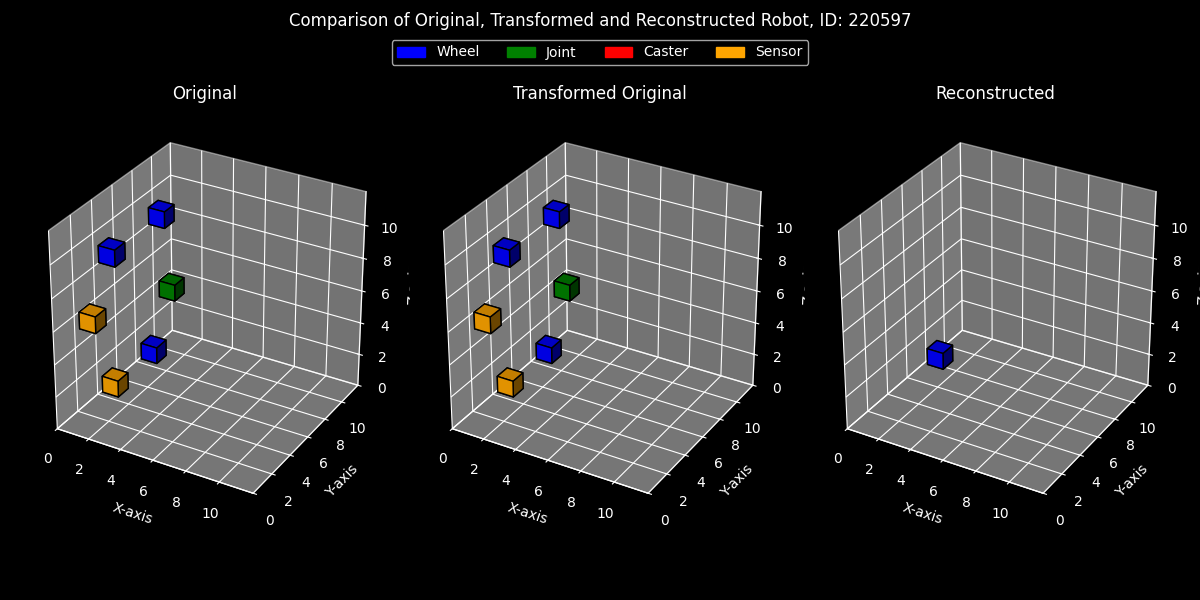 Comparison of Original, Transformed and Reconstructed Robot, ID: 220597
Wheel Joint Caster Sensor
Original Transformed Original Reconstructed
10 8 6 4 2 0
0 2 4 6 8 10
X-axis
0 2 4 6 8 10
Y-axis
10 8 6 4 2 0
0 2 4 6 8 10
X-axis
0 2 4 6 8 10
Y-axis
10 8 6 4 2 0
0 2 4 6 8 10
X-axis
0 2 4 6 8 10
Y-axis